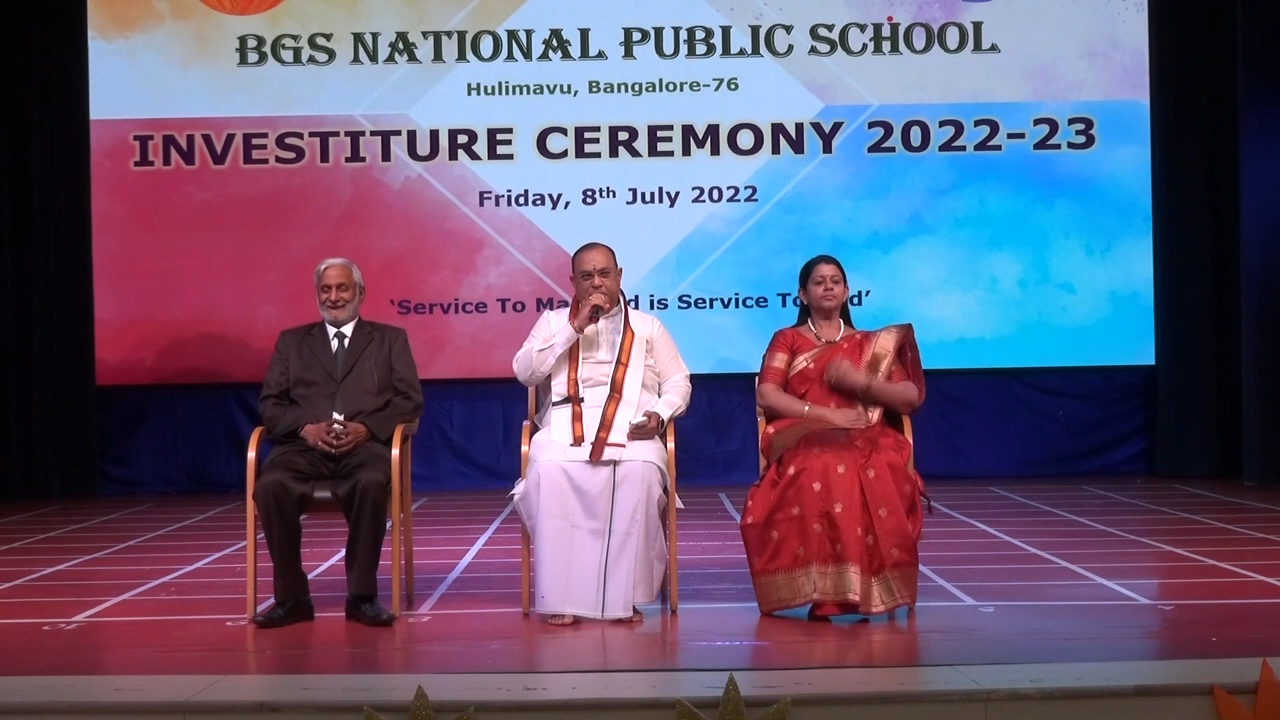 BGS NATIONAL PUBLIC SCHOOL
Hulimavu, Bangalore-76
INVESTITURE CEREMONY 2022-23
Friday, 8th July 2022
‘Service To is Service To